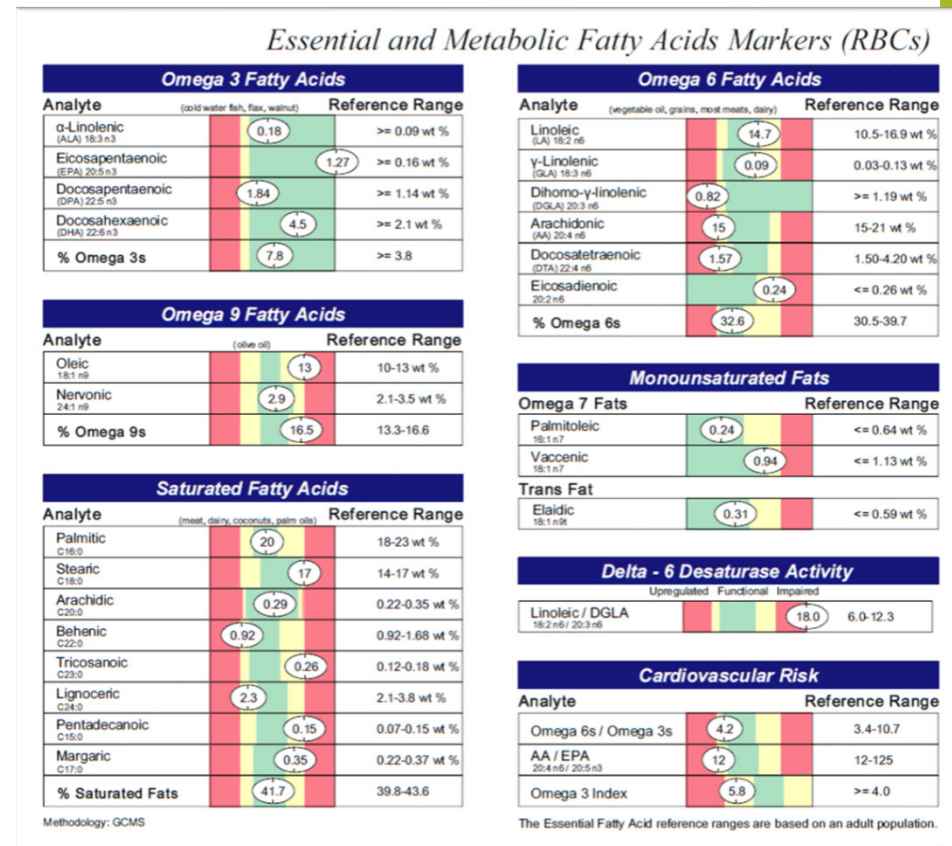 Essential and Metabolic Fatty Acids Markers (RBCs)
Omega 3 Fatty Acids
Analyte (cold water fish, flax, walnut) Reference Range
α-Linolenic 0.18 >= 0.09 wt %
(ALA) 18:3 n3
Eicosapentaenoic 1.27 >= 0.16 wt %
(EPA) 20:5 n3
Docosapentaenoic 1.84 >= 1.14 wt %
(DPA) 22:5 n3
Docosahexaenoic 4.5 >= 2.1 wt %
(DHA) 22:6 n3
% Omega 3s 7.8 >= 3.8
Omega 9 Fatty Acids
Analyte (olive oil) Reference Range
Oleic 13 10-13 wt %
18:1 n9
Nervonic 2.9 2.1-3.5 wt %
24:1 n9
% Omega 9s 16.5 13.3-16.6
Saturated Fatty Acids
Analyte (meat, dairy, coconuts, palm oils) Reference Range
Palmitic 20 18-23 wt %
C16:0
Stearic 17 14-17 wt %
C18:0
Arachidic 0.29 0.22-0.35 wt %
C20:0
Behenic 0.92 0.92-1.68 wt %
C22:0
Tricosanoic 0.26 0.12-0.18 wt %
C23:0
Lignoceric 2.3 2.1-3.8 wt %
C24:0
Pentadecanoic 0.15 0.07-0.15 wt %
C15:0
Margaric 0.35 0.22-0.37 wt %
C17:0
% Saturated Fats 41.7 39.8-43.6
Methodology: GCMS
Omega 6 Fatty Acids
Analyte (vegetable oil, grains, most meats, dairy) Reference Range
Linoleic 14.7 10.5-16.9 wt %
(LA) 18:2 n6
γ-Linolenic 0.09 0.03-0.13 wt %
(GLA) 18:3 n6
Dihomo-γ-linolenic 0.82 >= 1.19 wt %
(DGLA) 20:3 n6
Arachidonic 15 15-21 wt %
(AA) 20:4 n6
Docosatetraenoic 1.57 1.50-4.20 wt %
(DTA) 22:4 n6
Eicosadienoic 0.24 <= 0.26 wt %
20:2 n6
% Omega 6s 32.6 30.5-39.7
Monounsaturated Fats
Omega 7 Fats Reference Range
Palmitoleic 0.24 <= 0.64 wt %
16:1 n7
Vaccenic 0.94 <= 1.13 wt %
18:1 n7
Trans Fat
Elaidic 0.31 <= 0.59 wt %
18:1 n9t
Delta - 6 Desaturase Activity
Upregulated Functional Impaired
Linoleic / DGLA 18.0 6.0-12.3
18:2 n6 / 20:3 n6
Cardiovascular Risk
Analyte Reference Range
Omega 6s / Omega 3s 4.2 3.4-10.7
AA / EPA 12 12-125
20:4 n6 / 20:5 n3
Omega 3 Index 5.8 >= 4.0
The Essential Fatty Acid reference ranges are based on an adult population.